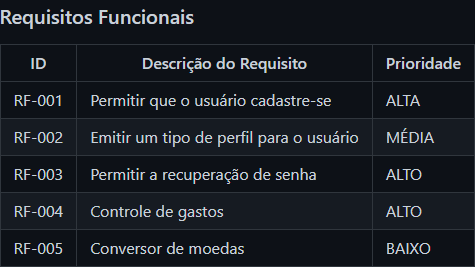 Requisitos Funcionais
ID Descrição do Requisito Prioridade
RF-001 Permitir que o usuário cadastre-se ALTA
RF-002 Emitir um tipo de perfil para o usuário MÉDIA
RF-003 Permitir a recuperação de senha ALTO
RF-004 Controle de gastos ALTO
RF-005 Conversor de moedas BAIXO